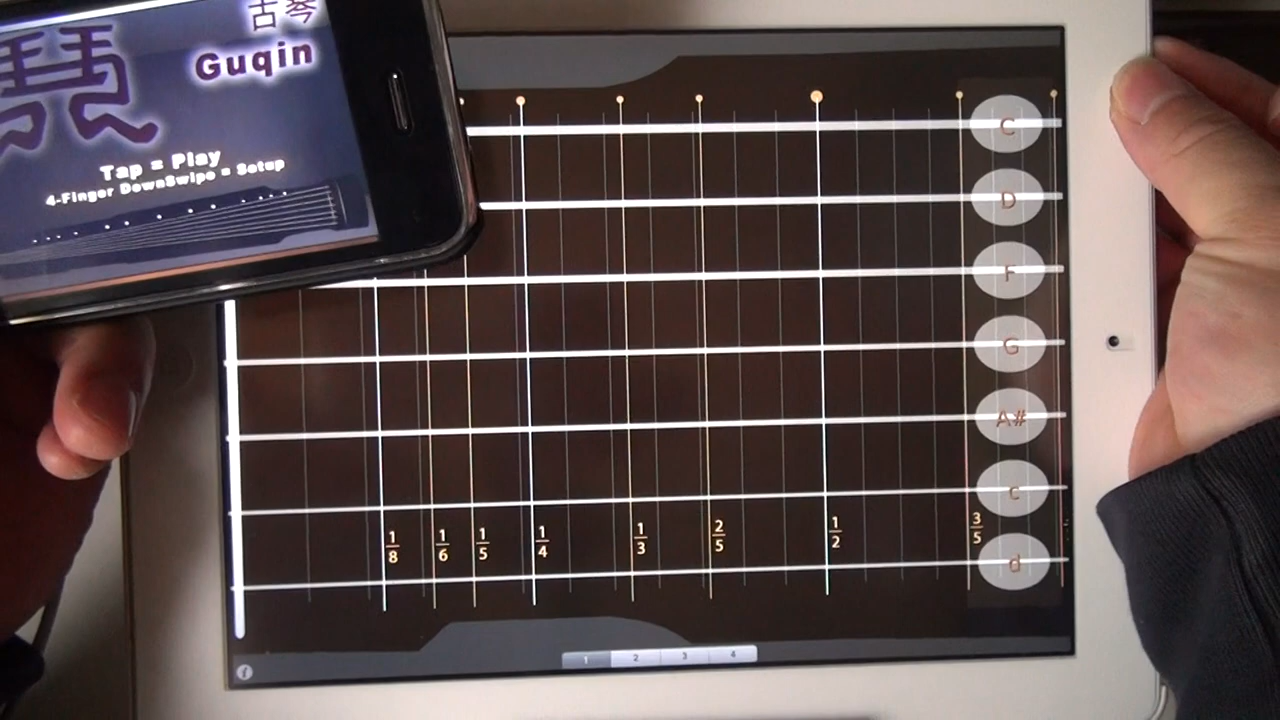 古琴
琴
Guqin
Tap = Play
4-Finger DownSwipe = Setup
C
D
F
G
A#
c
d
1/8
1/6
1/5
1/4
1/3
2/5
1/2
3/5
1 2 3 4
i